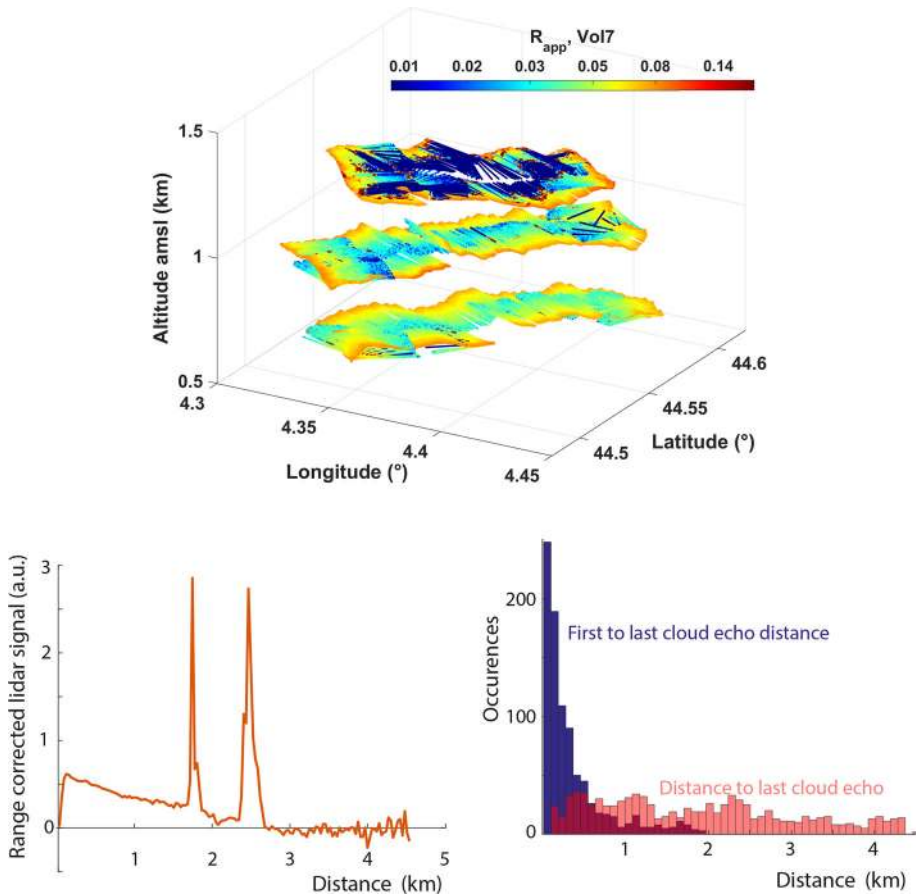 R_app, Vol7
0.01 0.02 0.03 0.05 0.08 0.14
1.5
1
0.5
Altitude amsl (km)
4.3
4.35
4.4
4.45
Longitude (°)
44.5
44.55
44.6
Latitude (°)
Range corrected lidar signal (a.u.)
3
2
1
0
1 2 3 4 5
Distance (km)
Occurences
200
100
0
First to last cloud echo distance
Distance to last cloud echo
1 2 3 4
Distance (km)